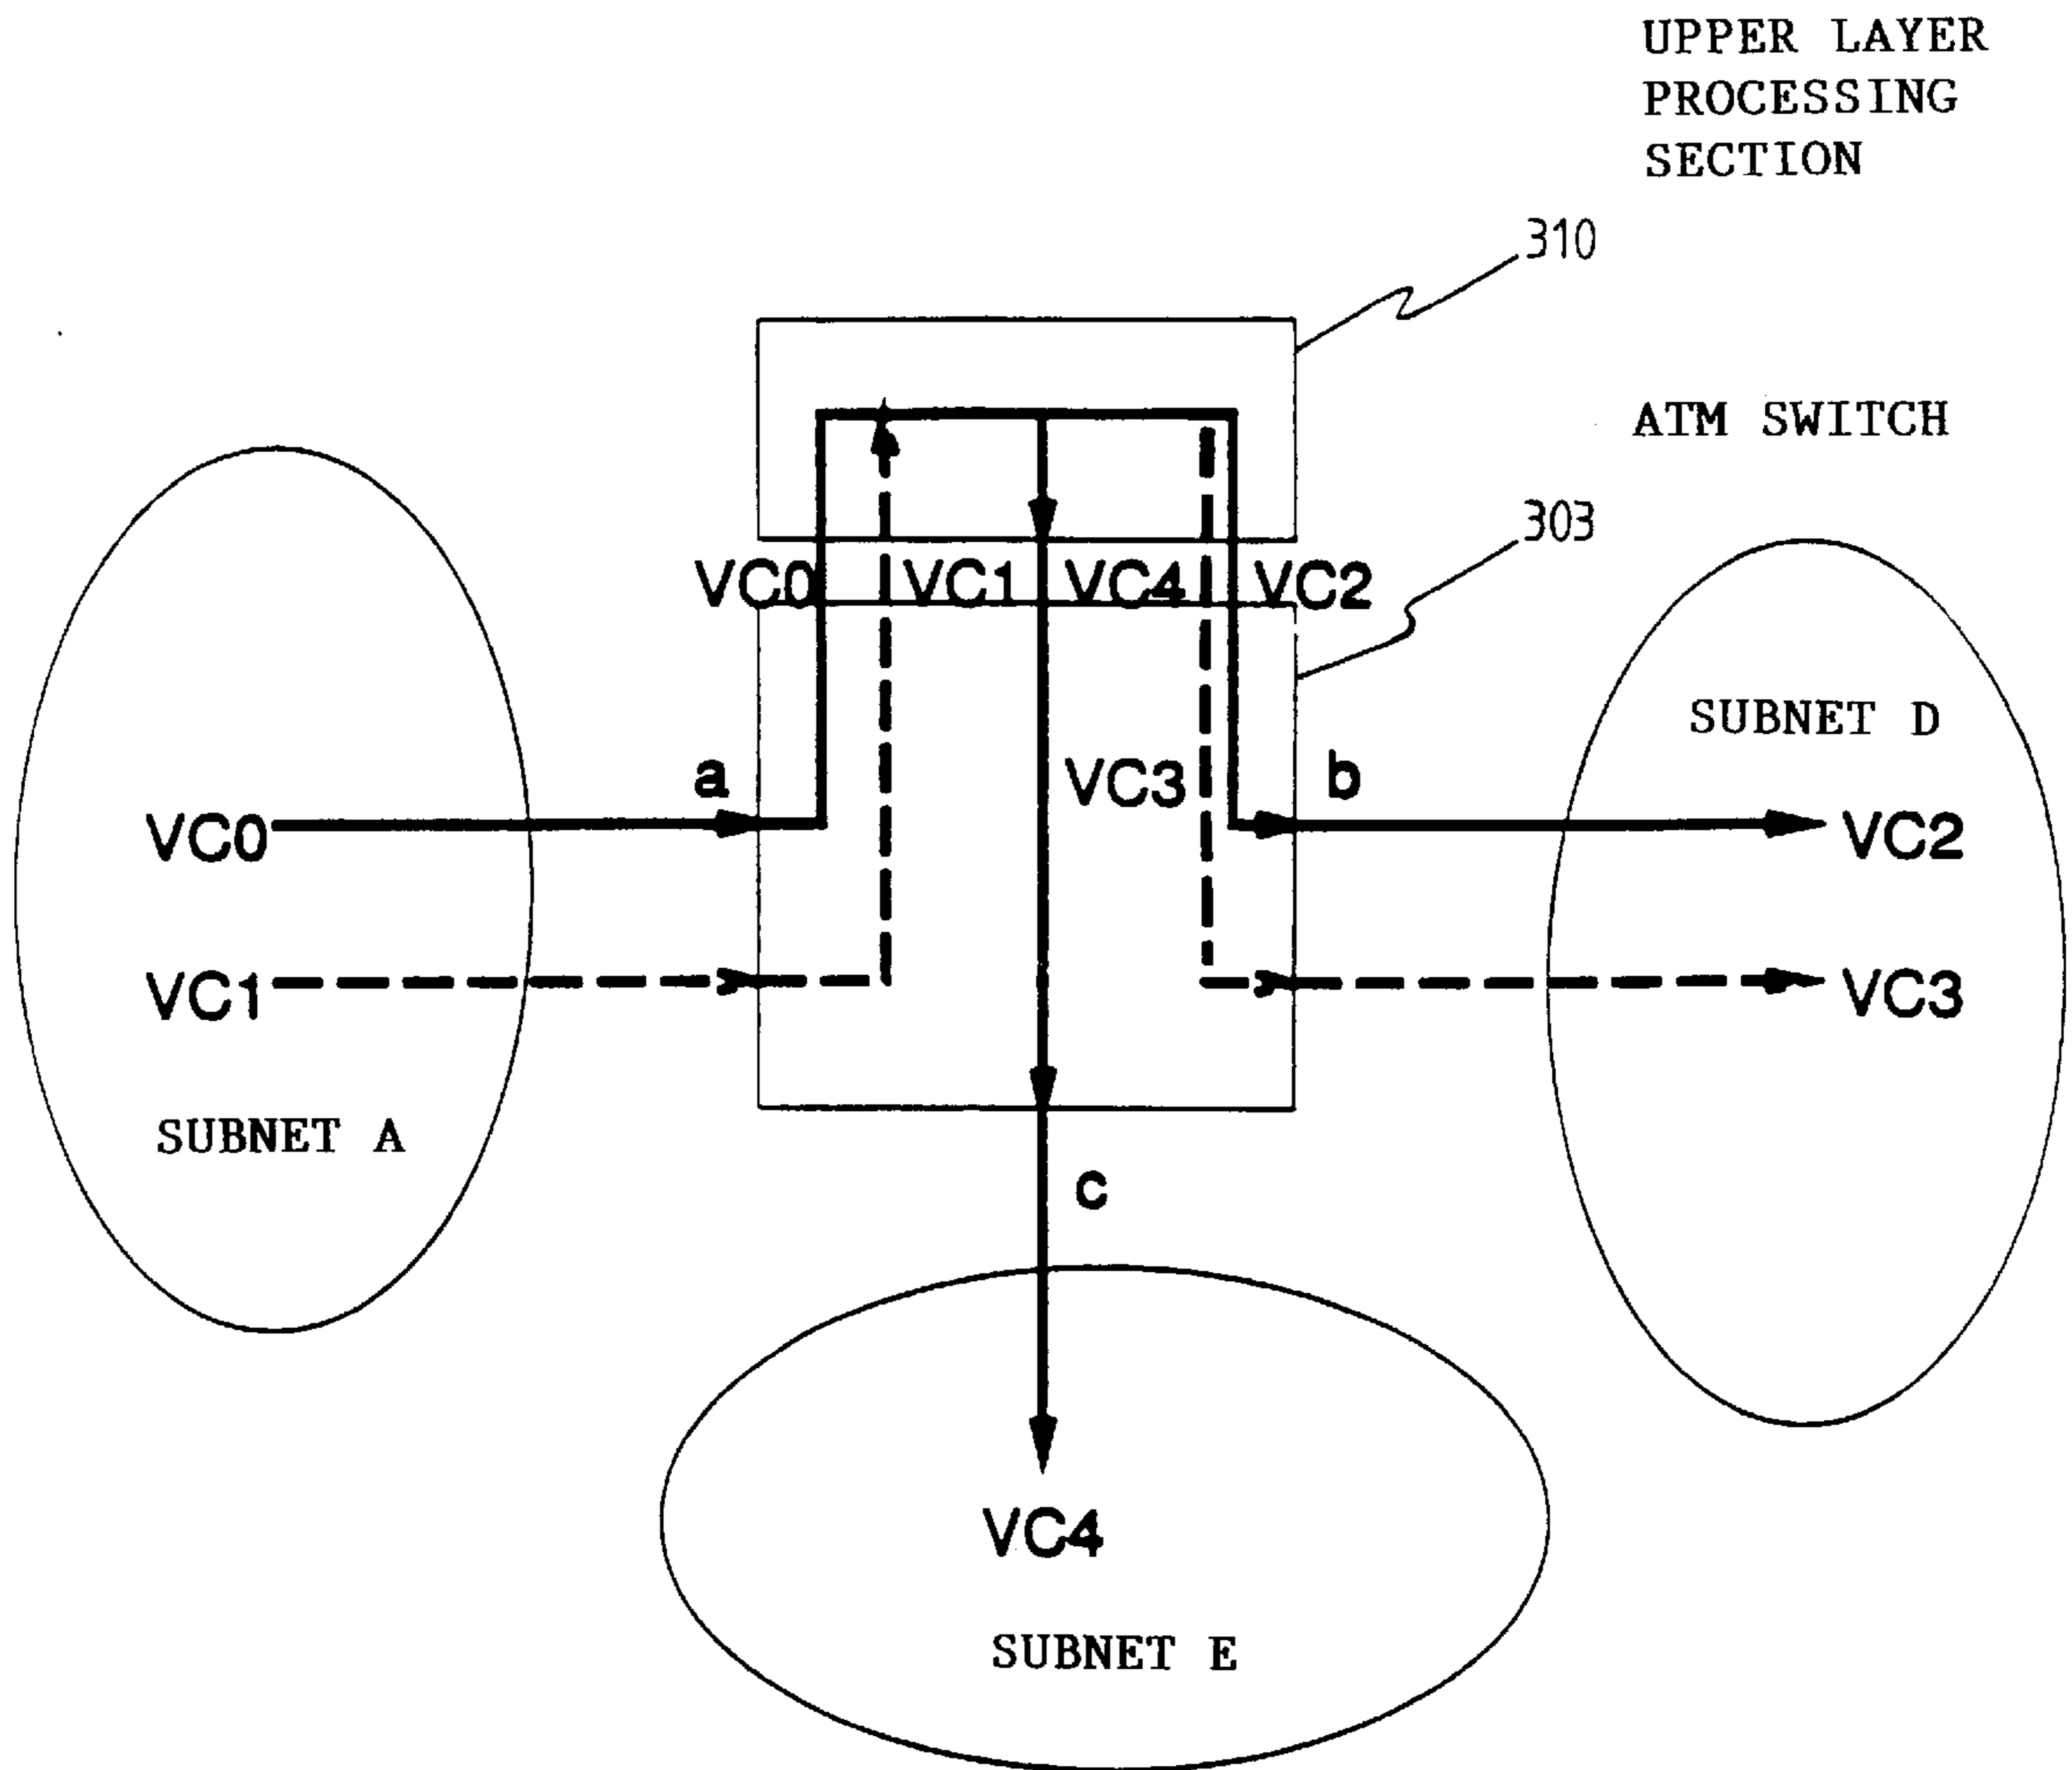 UPPER LAYER
PROCESSING
SECTION
310
ATM SWITCH
303
VC0 VC1 VC4 VC2
SUBNET D
a VC3 b
VC0 VC2
VC1 VC3
SUBNET A
c
VC4
SUBNET E